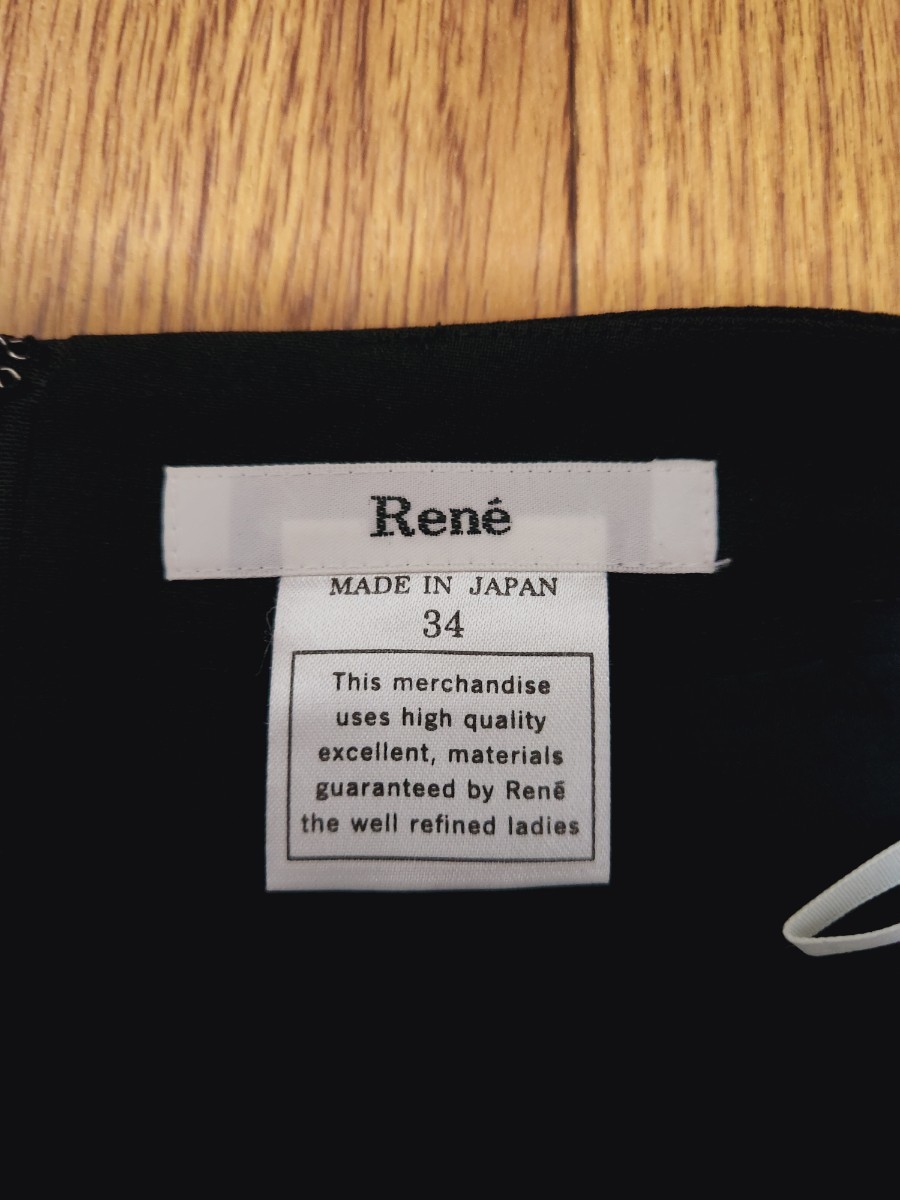 René
MADE IN JAPAN
34
This merchandise
uses high quality
excellent, materials
guaranteed by René
the well refined ladies